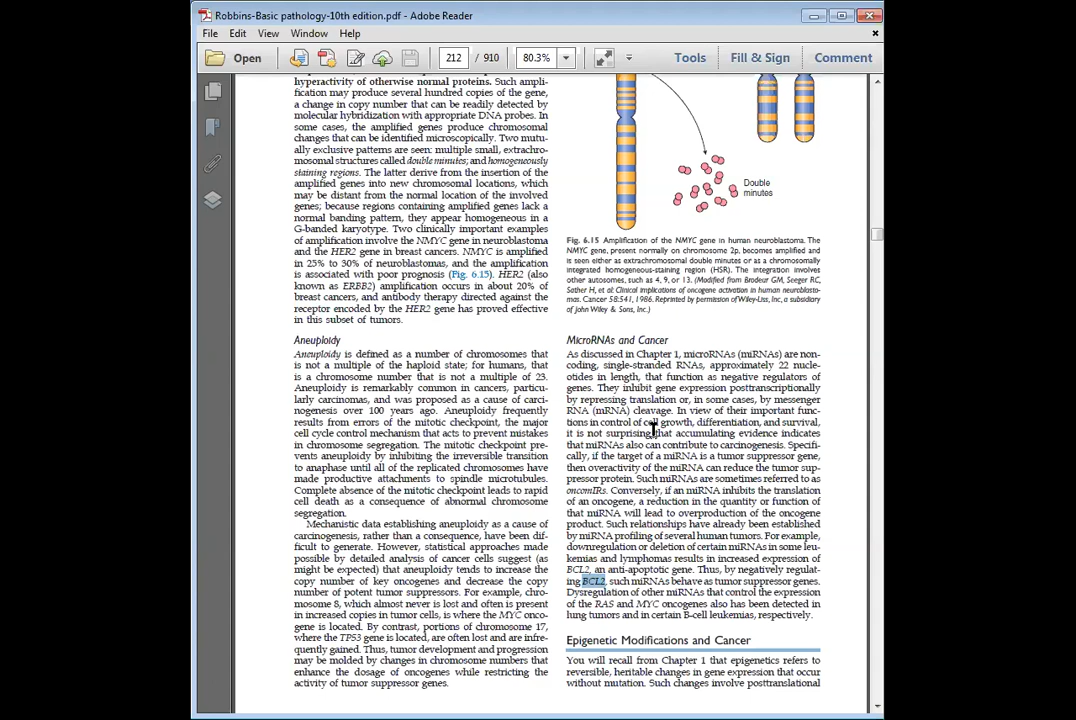 Robbins-Basic pathology-10th edition.pdf - Adobe Reader
File Edit View Window Help
Open 212 / 910 80.3% Tools Fill & Sign Comment
hyperactivity of otherwise normal proteins. Such ampli-
fication may produce several hundred copies of the gene,
a change in copy number that can be readily detected by
molecular hybridization with appropriate DNA probes. In
some cases, the amplified genes produce chromosomal
changes that can be identified microscopically. Two mutu-
ally exclusive patterns are seen: multiple small, extrachro-
mosomal structures called double minutes; and homogeneously
staining regions. The latter derive from the insertion of the
amplified genes into new chromosomal locations, which
may be distant from the normal location of the involved
genes; because regions containing amplified genes lack a
normal banding pattern, they appear homogeneous in a
G-banded karyotype. Two clinically important examples
of amplification involve the NMYC gene in neuroblastoma
and the HER2 gene in breast cancers. NMYC is amplified
in 25% to 30% of neuroblastomas, and the amplification
is associated with poor prognosis (Fig. 6.15). HER2 (also
known as ERBB2) amplification occurs in about 20% of
breast cancers, and antibody therapy directed against the
receptor encoded by the HER2 gene has proved effective
in this subset of tumors.
Aneuploidy
Aneuploidy is defined as a number of chromosomes that
is not a multiple of the haploid state; for humans, that
is a chromosome number that is not a multiple of 23.
Aneuploidy is remarkably common in cancers, particu-
larly carcinomas, and was proposed as a cause of carci-
nogenesis over 100 years ago. Aneuploidy frequently
results from errors of the mitotic checkpoint, the major
cell cycle control mechanism that acts to prevent mistakes
in chromosome segregation. The mitotic checkpoint pre-
vents aneuploidy by inhibiting the irreversible transition
to anaphase until all of the replicated chromosomes have
made productive attachments to spindle microtubules.
Complete absence of the mitotic checkpoint leads to rapid
cell death as a consequence of abnormal chromosome
segregation.
Mechanistic data establishing aneuploidy as a cause of
carcinogenesis, rather than a consequence, have been dif-
ficult to generate. However, statistical approaches made
possible by detailed analysis of cancer cells suggest (as
might be expected) that aneuploidy tends to increase the
copy number of key oncogenes and decrease the copy
number of potent tumor suppressors. For example, chro-
mosome 8, which almost never is lost and often is present
in increased copies in tumor cells, is where the MYC onco-
gene is located. By contrast, portions of chromosome 17,
where the TP53 gene is located, are often lost and are infre-
quently gained. Thus, tumor development and progression
may be molded by changes in chromosome numbers that
enhance the dosage of oncogenes while restricting the
activity of tumor suppressor genes.
Double
minutes
Fig. 6.15 Amplification of the NMYC gene in human neuroblastoma. The
NMYC gene, present normally on chromosome 2p, becomes amplified and
is seen either as extrachromosomal double minutes or as a chromosomally
integrated homogeneous-staining region (HSR). The integration involves
other autosomes, such as 4, 9, or 13. (Modified from Brodeur GM, Seeger RC,
Sather H, et al: Clinical implications of oncogene activation in human neuroblasto-
mas. Cancer 58:541, 1986. Reprinted by permission of Wiley-Liss, Inc, a subsidiary
of John Wiley & Sons, Inc.)
MicroRNAs and Cancer
As discussed in Chapter 1, microRNAs (miRNAs) are non-
coding, single-stranded RNAs, approximately 22 nucle-
otides in length, that function as negative regulators of
genes. They inhibit gene expression posttranscriptionally
by repressing translation or, in some cases, by messenger
RNA (mRNA) cleavage. In view of their important func-
tions in control of cell growth, differentiation, and survival,
it is not surprising that accumulating evidence indicates
that miRNAs also can contribute to carcinogenesis. Specifi-
cally, if the target of a miRNA is a tumor suppressor gene,
then overactivity of the miRNA can reduce the tumor sup-
pressor protein. Such miRNAs are sometimes referred to as
oncomIRs. Conversely, if an miRNA inhibits the translation
of an oncogene, a reduction in the quantity or function of
that miRNA will lead to overproduction of the oncogene
product. Such relationships have already been established
by miRNA profiling of several human tumors. For example,
downregulation or deletion of certain miRNAs in some leu-
kemias and lymphomas results in increased expression of
BCL2, an anti-apoptotic gene. Thus, by negatively regulat-
ing BCL2, such miRNAs behave as tumor suppressor genes.
Dysregulation of other miRNAs that control the expression
of the RAS and MYC oncogenes also has been detected in
lung tumors and in certain B-cell leukemias, respectively.
Epigenetic Modifications and Cancer
You will recall from Chapter 1 that epigenetics refers to
reversible, heritable changes in gene expression that occur
without mutation. Such changes involve posttranslational